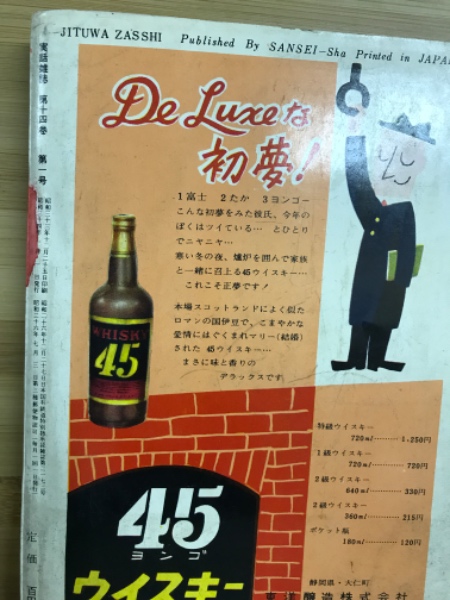 JITUWA ZASSHI Published By SANSEI-Sha Printed in JAPAN
実話雑誌 第十四巻 第一号
De Luxeな
初夢!
1富士 2たか 3ヨンゴー
こんな初夢をみた彼氏、今年の
ぼくはツイている… とひとり
でニヤニヤ…
寒い冬の夜、爐炉を囲んで家族
と一緒に召上る45ウイスキー…
これこそ正夢です!
本場スコットランドによく似た
ロマンの国伊豆で、こまやかな
愛情にはぐくまれマリー(結婚)
された 45ウイスキー…
まさに味と香りの
デラックスです
WHISKY
45
特級ウイスキー
720ml 1,250円
1級ウイスキー
720ml 720円
2級ウイスキー
640ml 330円
2級ウイスキー
360ml 215円
ポケット瓶
180ml 120円
45
ヨンゴー
ウイスキー
静岡県・大仁町
東洋醸造株式会社
定価